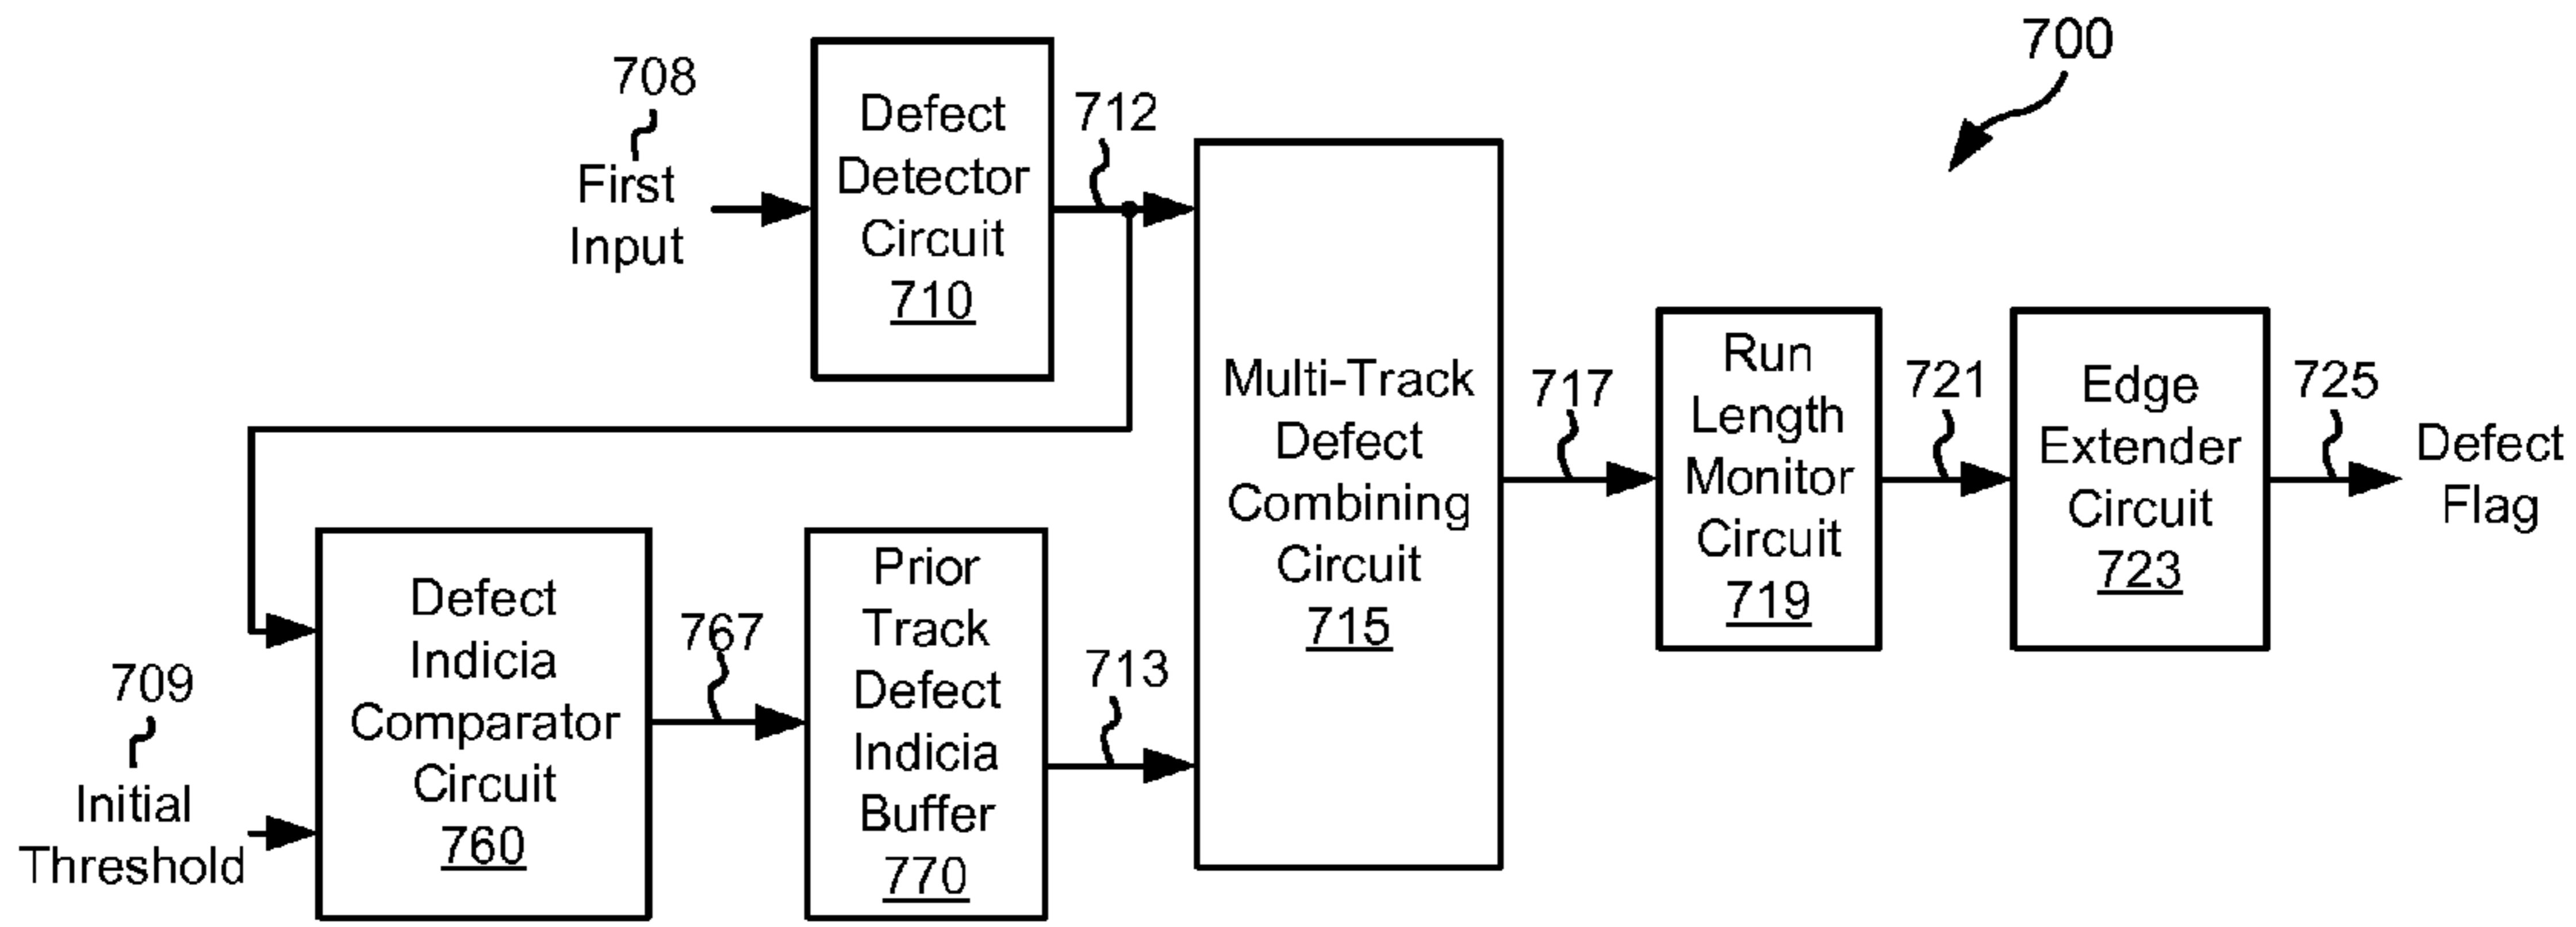 700
708
First
Input
Defect
Detector
Circuit
710
712
Multi-Track
Defect
Combining
Circuit
715
717
Run
Length
Monitor
Circuit
719
721
Edge
Extender
Circuit
723
725
Defect
Flag
709
Initial
Threshold
Defect
Indicia
Comparator
Circuit
760
767
Prior
Track
Defect
Indicia
Buffer
770
713